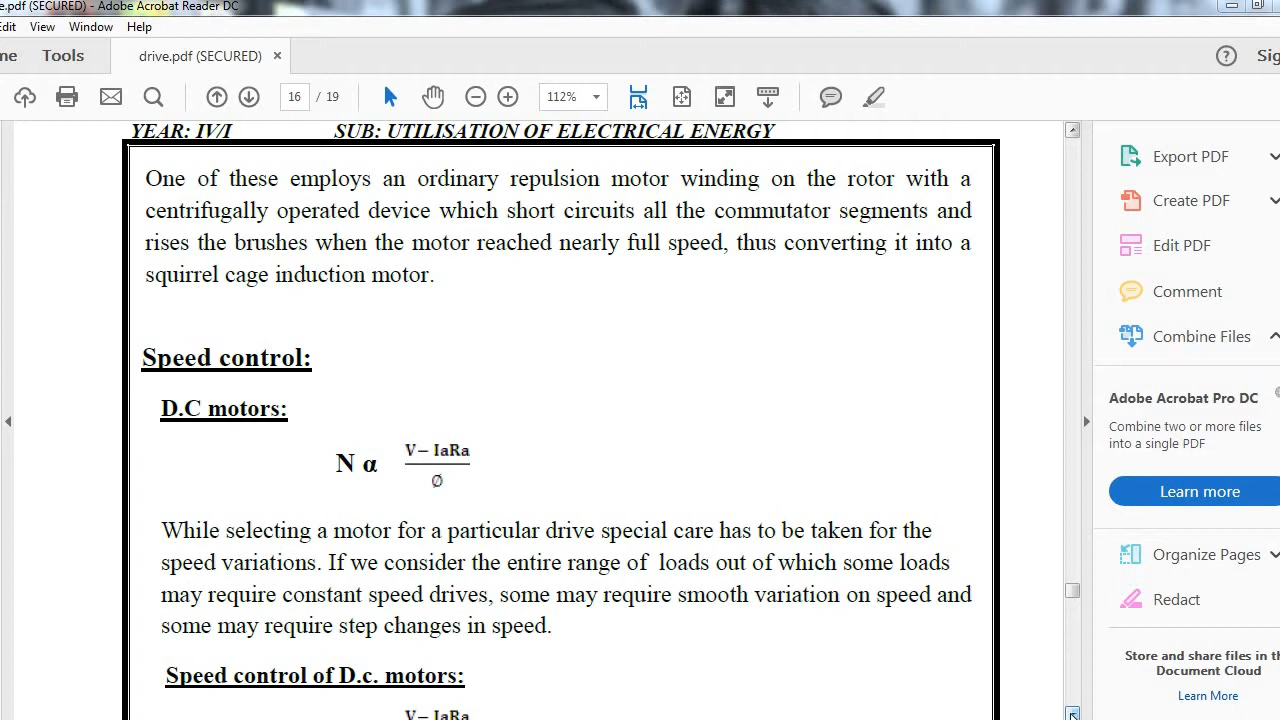 e.pdf (SECURED) - Adobe Acrobat Reader DC
Edit View Window Help
me Tools drive.pdf (SECURED) × ? Sig
16 / 19 112%
YEAR: IV/I SUB: UTILISATION OF ELECTRICAL ENERGY
One of these employs an ordinary repulsion motor winding on the rotor with a
centrifugally operated device which short circuits all the commutator segments and
rises the brushes when the motor reached nearly full speed, thus converting it into a
squirrel cage induction motor.
Speed control:
D.C motors:
N α V– IaRa
Ø
While selecting a motor for a particular drive special care has to be taken for the
speed variations. If we consider the entire range of loads out of which some loads
may require constant speed drives, some may require smooth variation on speed and
some may require step changes in speed.
Speed control of D.c. motors:
V– IaRa
Export PDF
Create PDF
Edit PDF
Comment
Combine Files
Adobe Acrobat Pro DC
Combine two or more files
into a single PDF
Learn more
Organize Pages
Redact
Store and share files in th
Document Cloud
Learn More